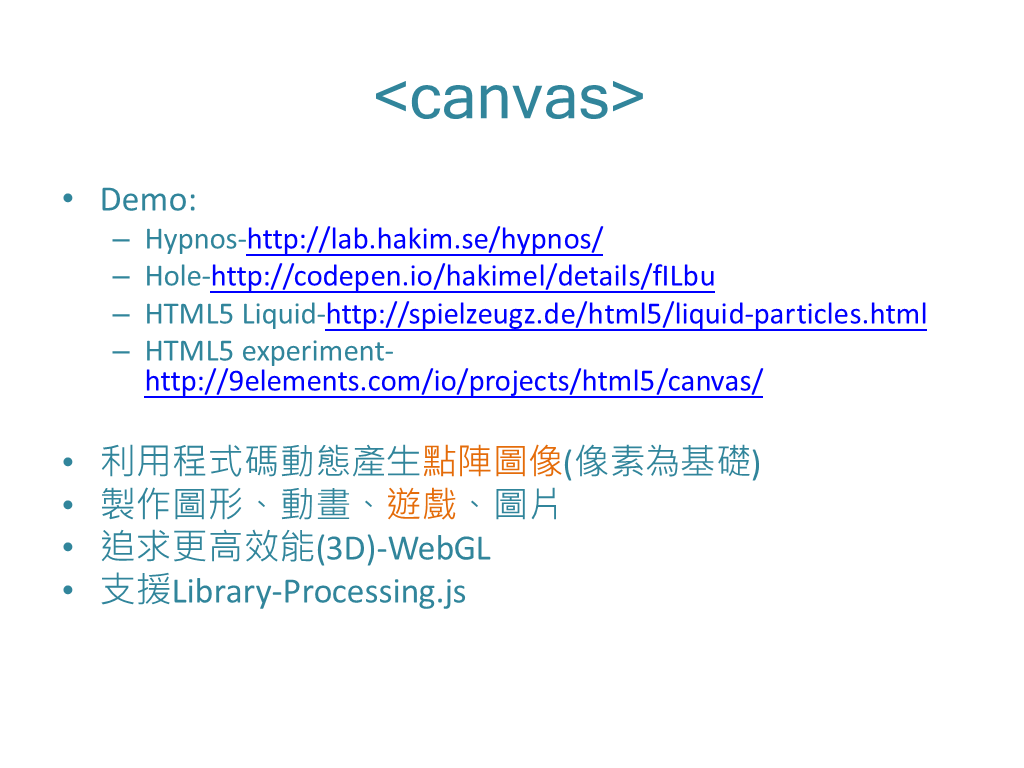 <canvas>
• Demo:
– Hypnos-http://lab.hakim.se/hypnos/
– Hole-http://codepen.io/hakimel/details/fILbu
– HTML5 Liquid-http://spielzeugz.de/html5/liquid-particles.html
– HTML5 experiment-
http://9elements.com/io/projects/html5/canvas/
• 利用程式碼動態產生點陣圖像(像素為基礎)
• 製作圖形、動畫、遊戲、圖片
• 追求更高效能(3D)-WebGL
• 支援Library-Processing.js